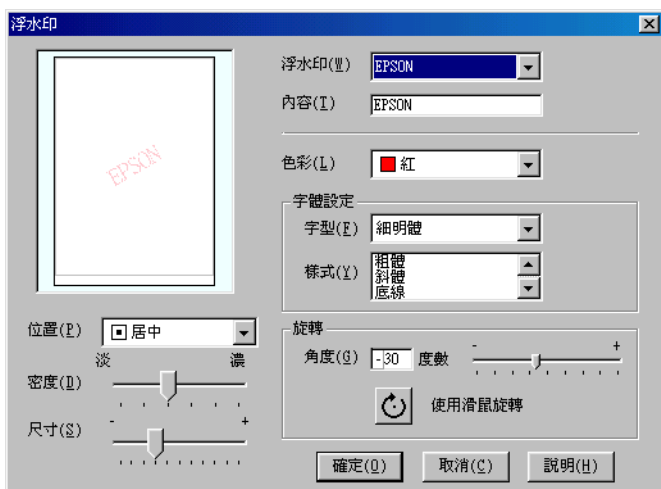 浮水印
浮水印(W) EPSON
內容(T) EPSON
EPSON
色彩(L) 紅
字體設定
字型(F) 細明體
樣式(Y) 粗體
斜體
底線
位置(P) 居中
淡 濃
密度(D)
尺寸(S) - +
旋轉
角度(G) -30 度數 - +
使用滑鼠旋轉
確定(O) 取消(C) 說明(H)